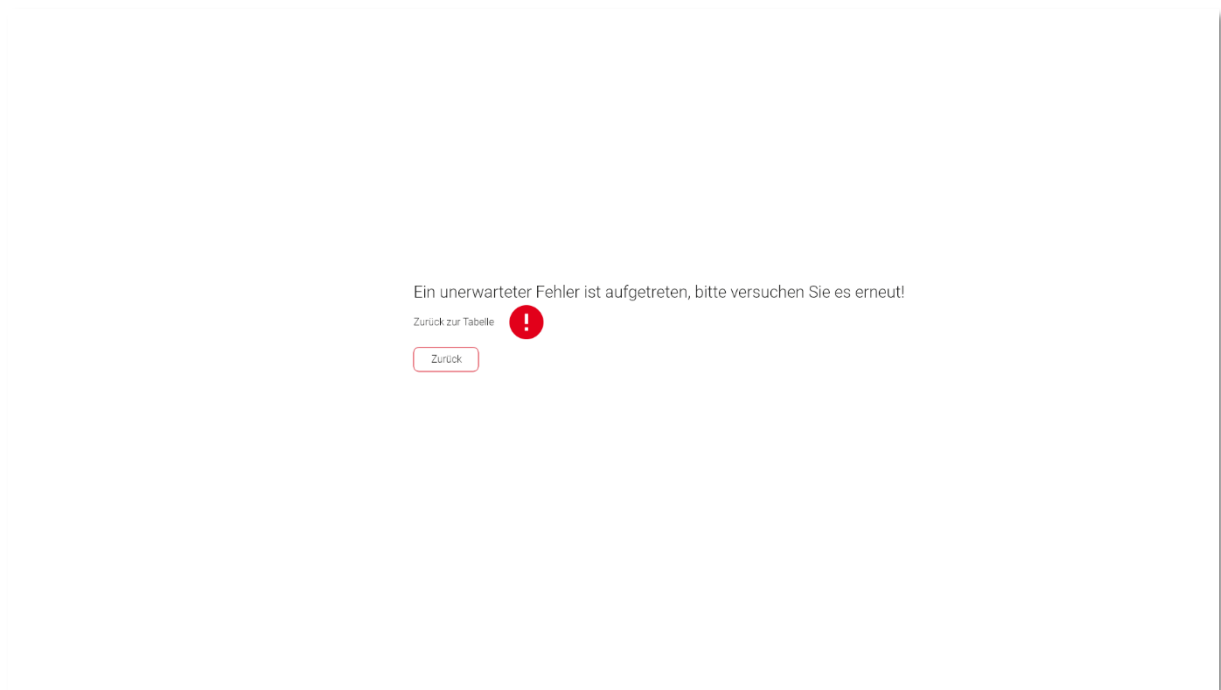 Ein unerwarteter Fehler ist aufgetreten, bitte versuchen Sie es erneut!
Zurück zur Tabelle
Zurück